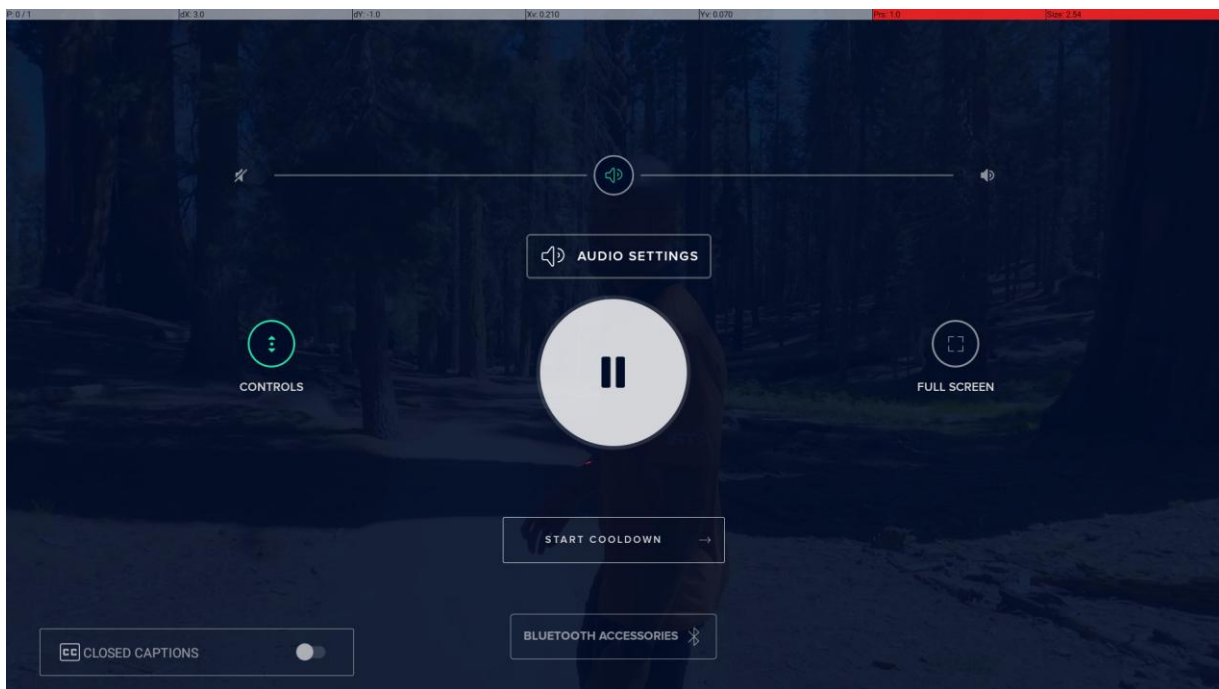 P: 0 / 1 dX: 3.0 dY: -1.0 Xv: 0.210 Yv: 0.070 Prs: 1.0 Size: 2.54
AUDIO SETTINGS
CONTROLS
FULL SCREEN
START COOLDOWN →
BLUETOOTH ACCESSORIES
CC CLOSED CAPTIONS